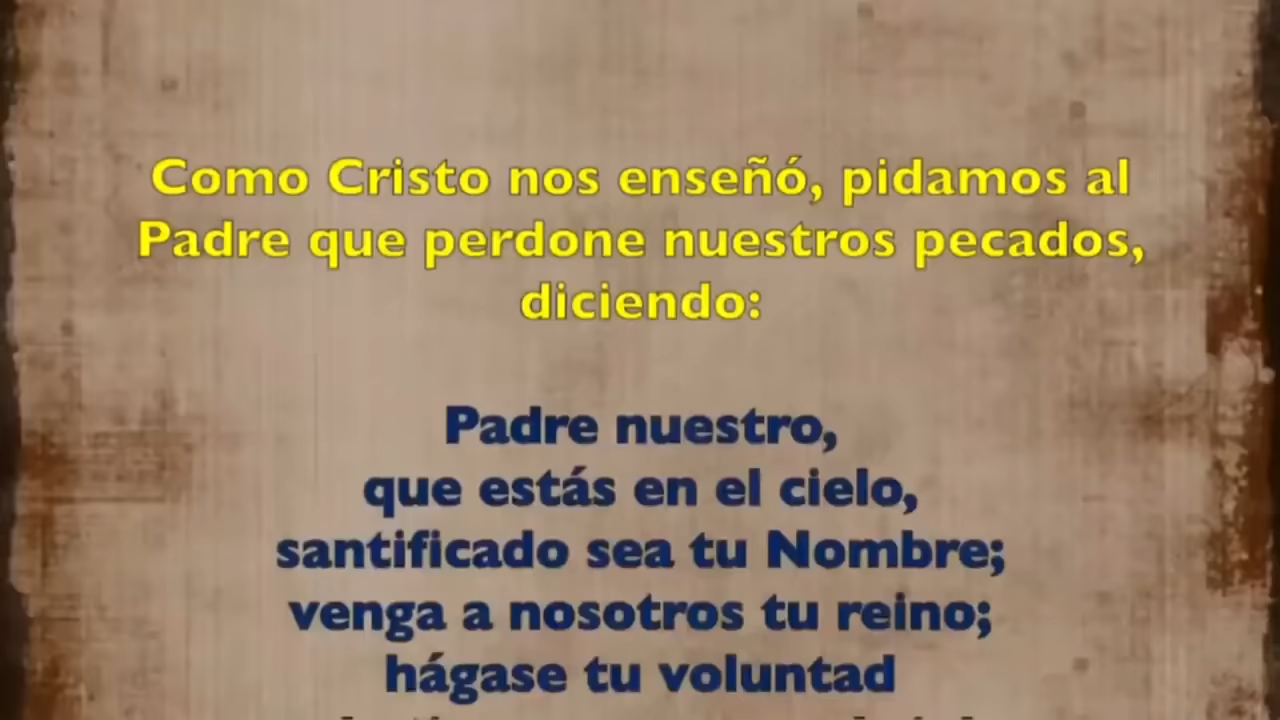 Como Cristo nos enseñó, pidamos al
Padre que perdone nuestros pecados,
diciendo:
Padre nuestro,
que estás en el cielo,
santificado sea tu Nombre;
venga a nosotros tu reino;
hágase tu voluntad